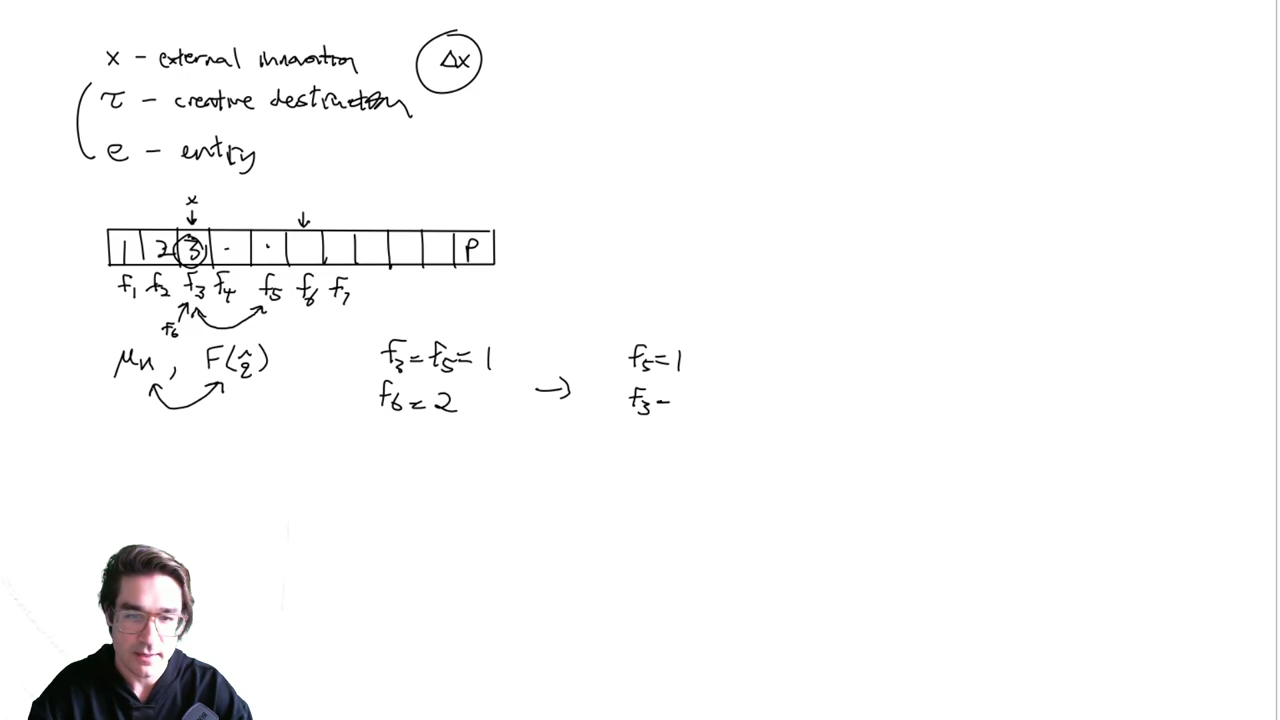 x - external innovation Δx
τ - creative destruction
e - entry
x
1 2 3 . . P
f₁ f₂ f₃ f₄ f₅ f₆ f₇
f₆
μₙ , F(q̂)
f₃ = f₅ = 1 f₅ = 1
f₆ = 2 → f₃ -